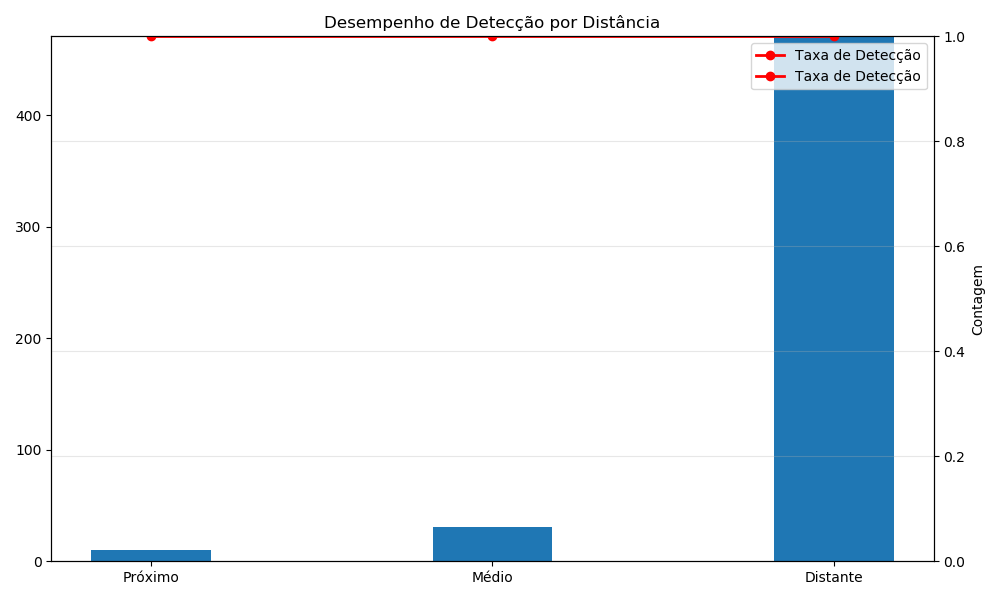 Desempenho de Detecção por Distância
Taxa de Detecção
Taxa de Detecção
400
300
200
100
0
1.0
0.8
0.6
0.4
0.2
0.0
Contagem
Próximo
Médio
Distante